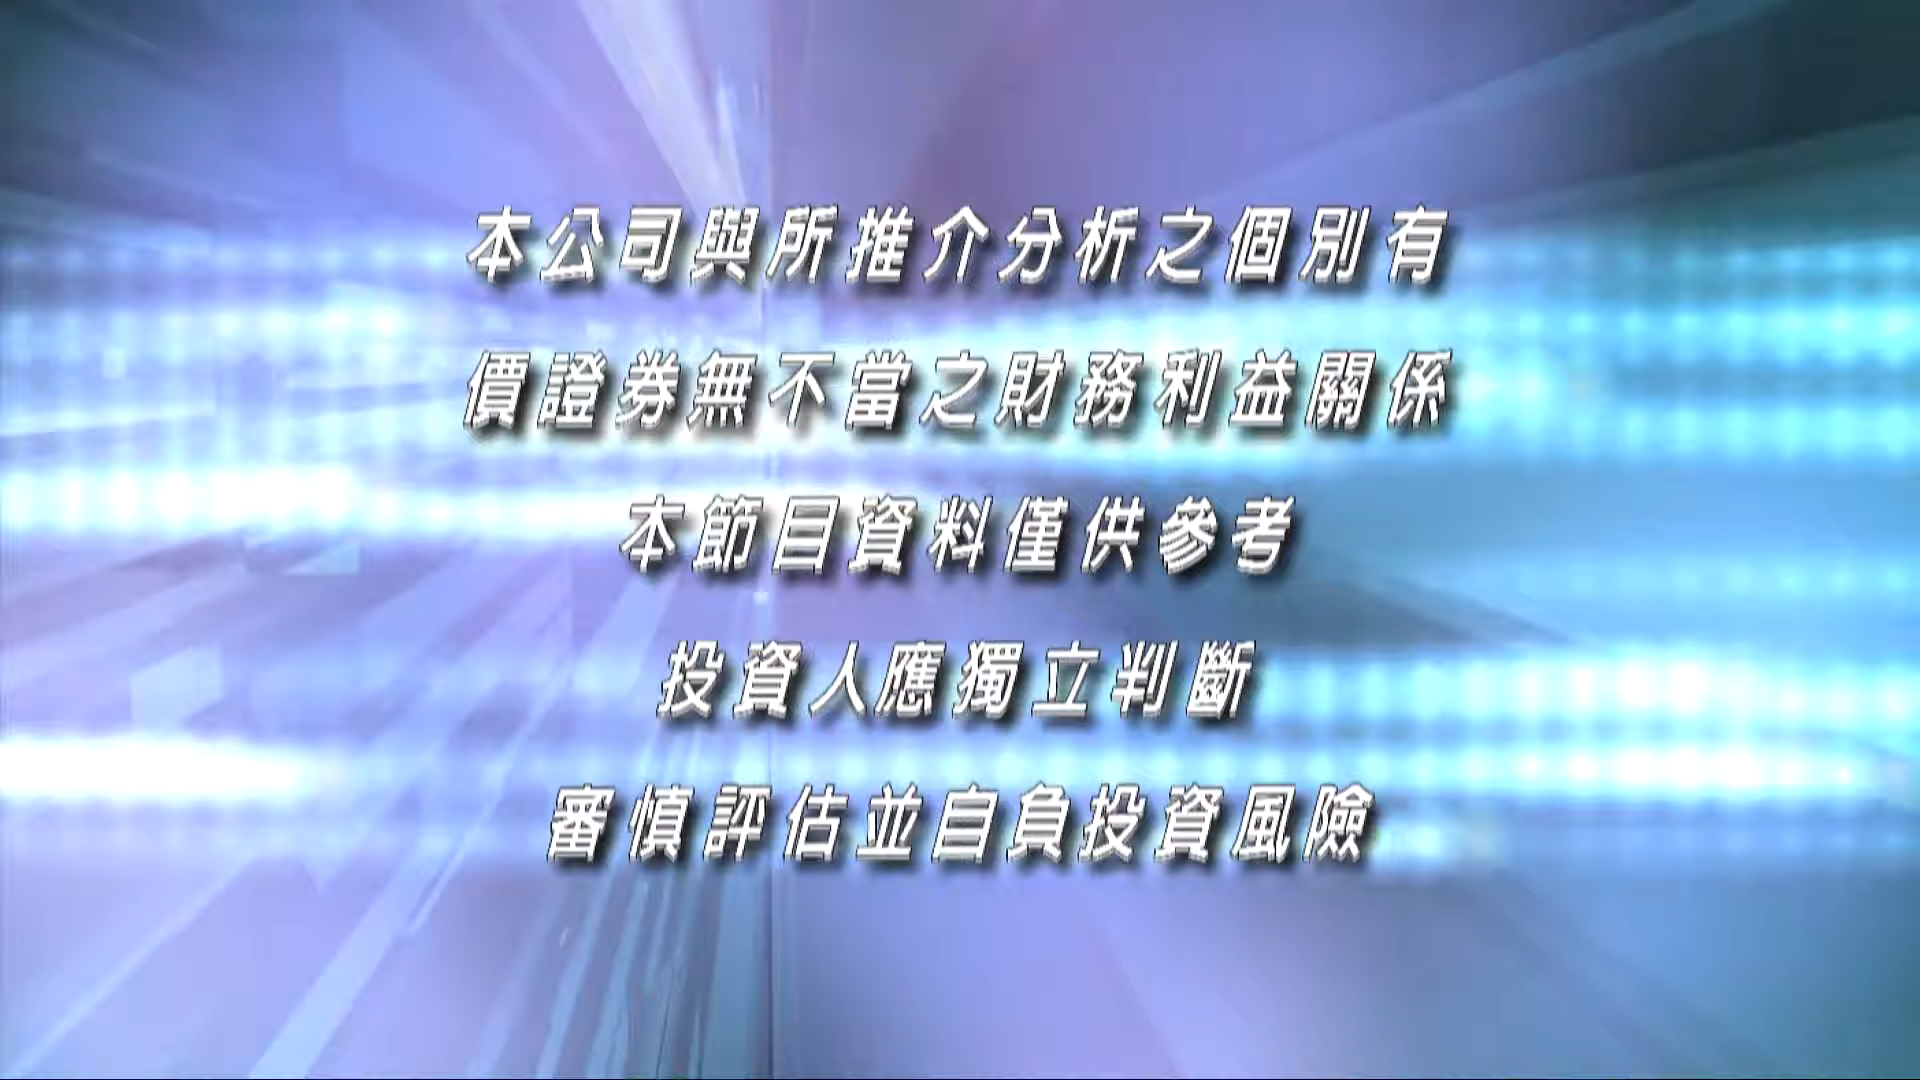 本公司與所推介分析之個別有
價證券無不當之財務利益關係
本節目資料僅供參考
投資人應獨立判斷
審慎評估並自負投資風險